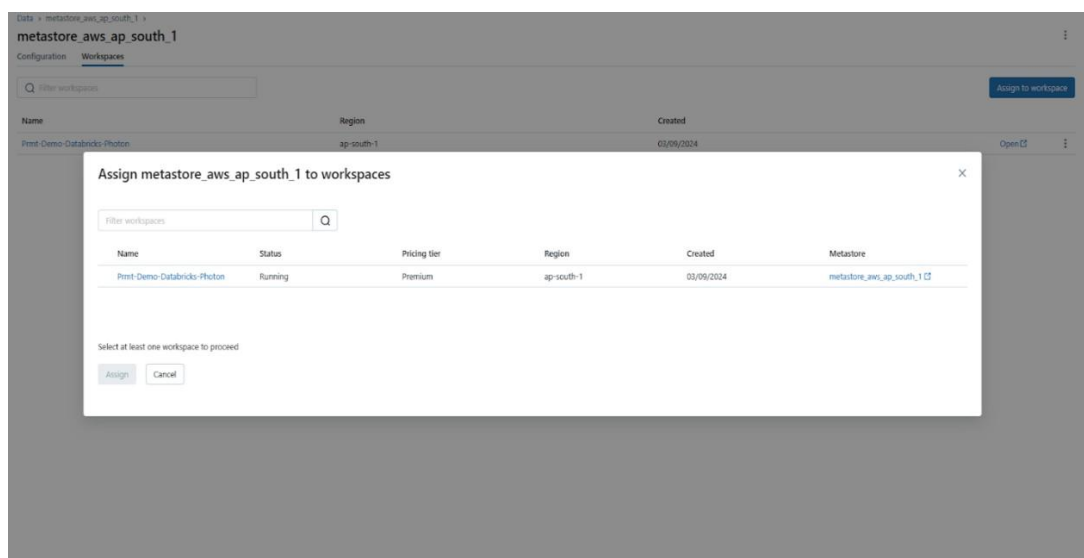 Data > metastore_aws_ap_south_1 >
metastore_aws_ap_south_1
Configuration Workspaces
Filter workspaces
Assign to workspace
Name Region Created
Prmt-Demo-Databricks-Photon ap-south-1 03/09/2024 Open
Assign metastore_aws_ap_south_1 to workspaces
Filter workspaces
Name Status Pricing tier Region Created Metastore
Prmt-Demo-Databricks-Photon Running Premium ap-south-1 03/09/2024 metastore_aws_ap_south_1
Select at least one workspace to proceed
Assign Cancel